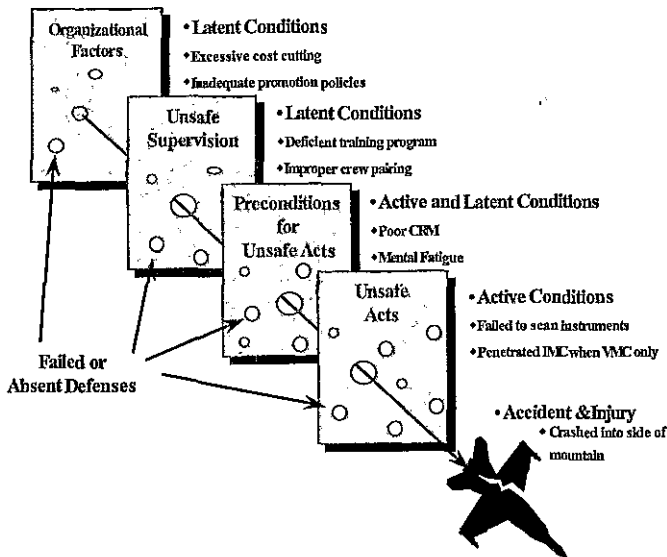 Organizational
Factors
•Latent Conditions
◆Excessive cost cutting
◆Inadequate promotion policies
Unsafe
Supervision
•Latent Conditions
◆Deficient training program
◆Improper crew pairing
Preconditions
for
Unsafe Acts
•Active and Latent Conditions
◆Poor CRM
◆Mental Fatigue
Unsafe
Acts
•Active Conditions
◆Failed to scan instruments
◆Penetrated IMC when VMC only
Failed or
Absent Defenses
•Accident & Injury
◆Crashed into side of
mountain